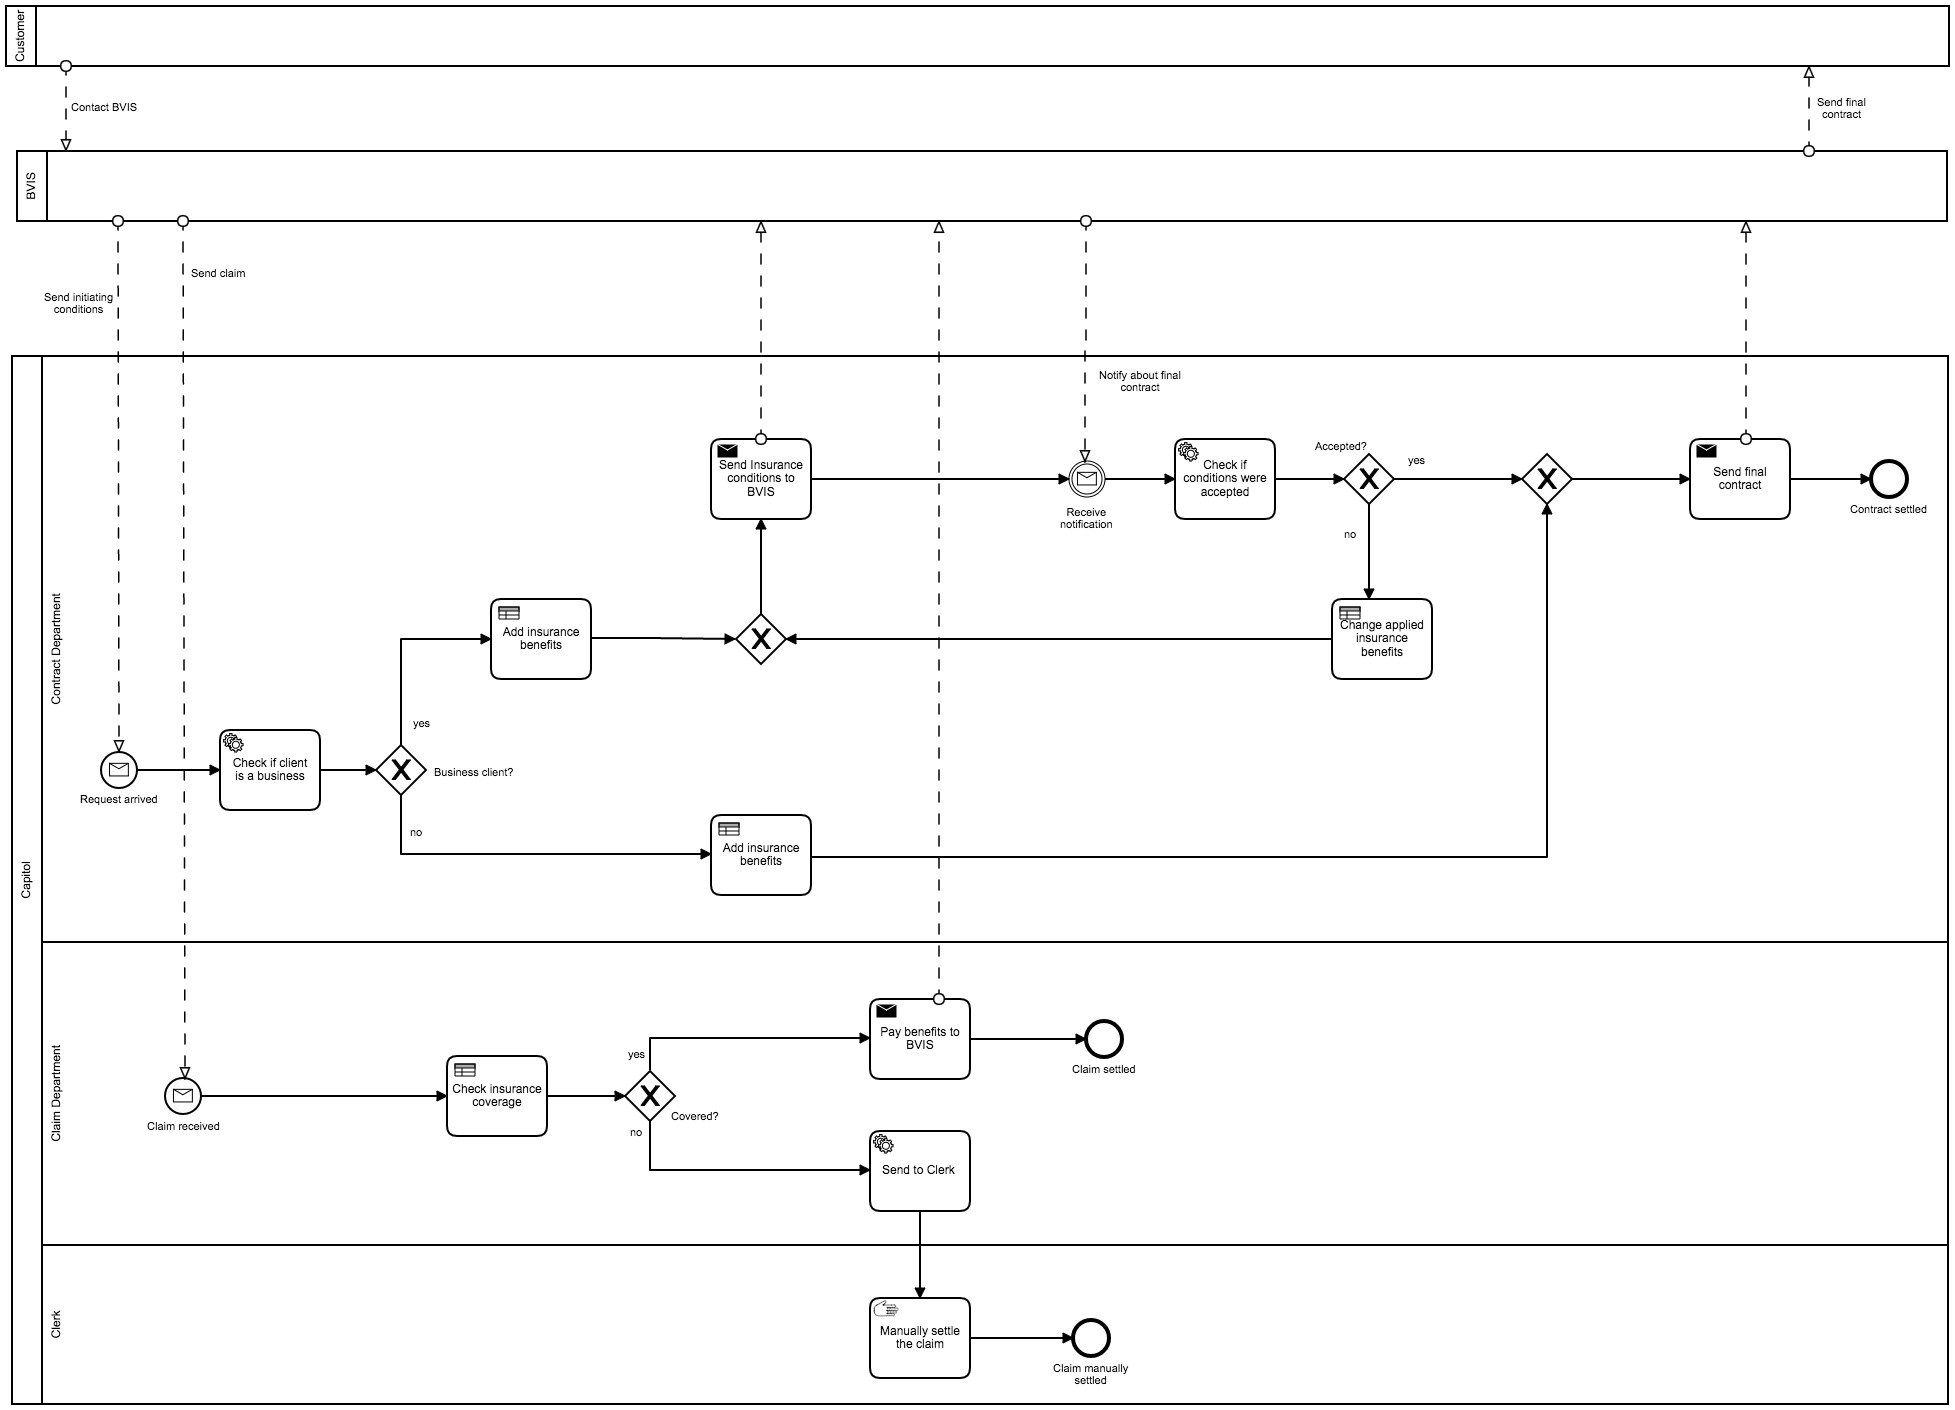 Customer
Contact BVIS
Send final
contract
BVIS
Send claim
Send initiating
conditions
Notify about final
contract
Capitol
Contract Department
Send Insurance
conditions to
BVIS
Receive
notification
Check if
conditions were
accepted
Accepted?
yes
no
Send final
contract
Contract settled
Add insurance
benefits
Change applied
insurance
benefits
yes
Request arrived
Check if client
is a business
Business client?
no
Add insurance
benefits
Claim Department
Claim received
Check insurance
coverage
yes
Covered?
no
Pay benefits to
BVIS
Claim settled
Send to Clerk
Clerk
Manually settle
the claim
Claim manually
settled